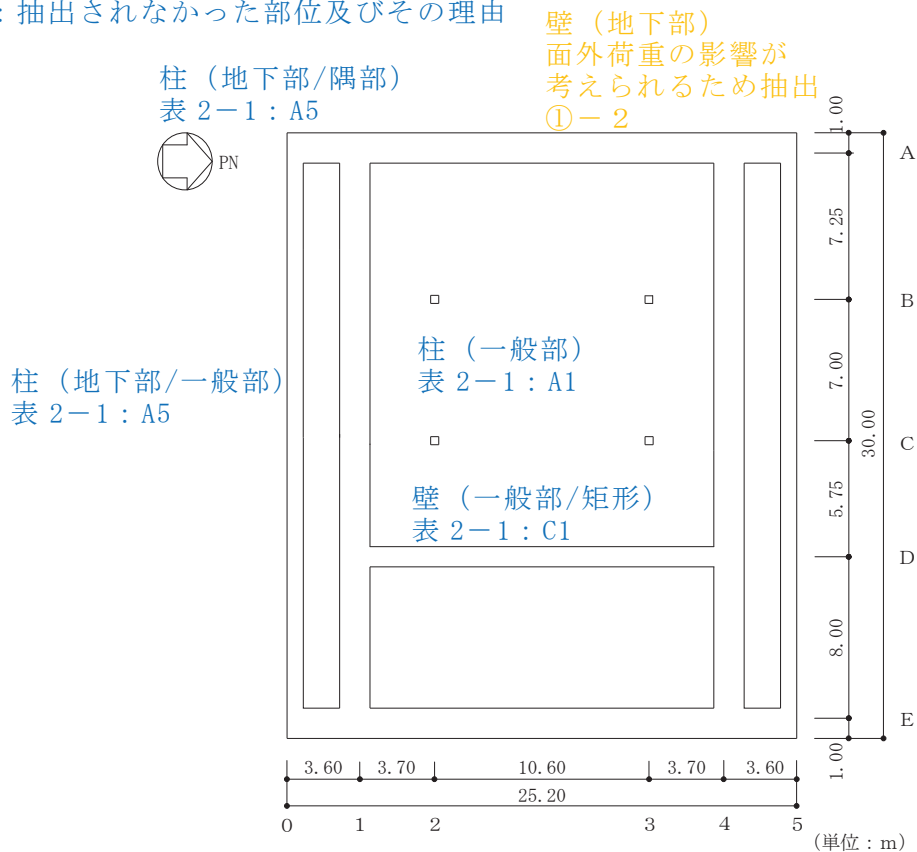 ：抽出されなかった部位及びその理由
壁（地下部）
面外荷重の影響が
考えられるため抽出
①－２
柱（地下部/隅部）
表 2－1：A5
PN
柱（一般部）
表 2－1：A1
柱（地下部/一般部）
表 2－1：A5
壁（一般部/矩形）
表 2－1：C1
1.00
A
7.25
B
7.00
30.00
C
5.75
D
8.00
E
1.00
3.60 3.70 10.60 3.70 3.60
25.20
0 1 2 3 4 5
(単位：m)